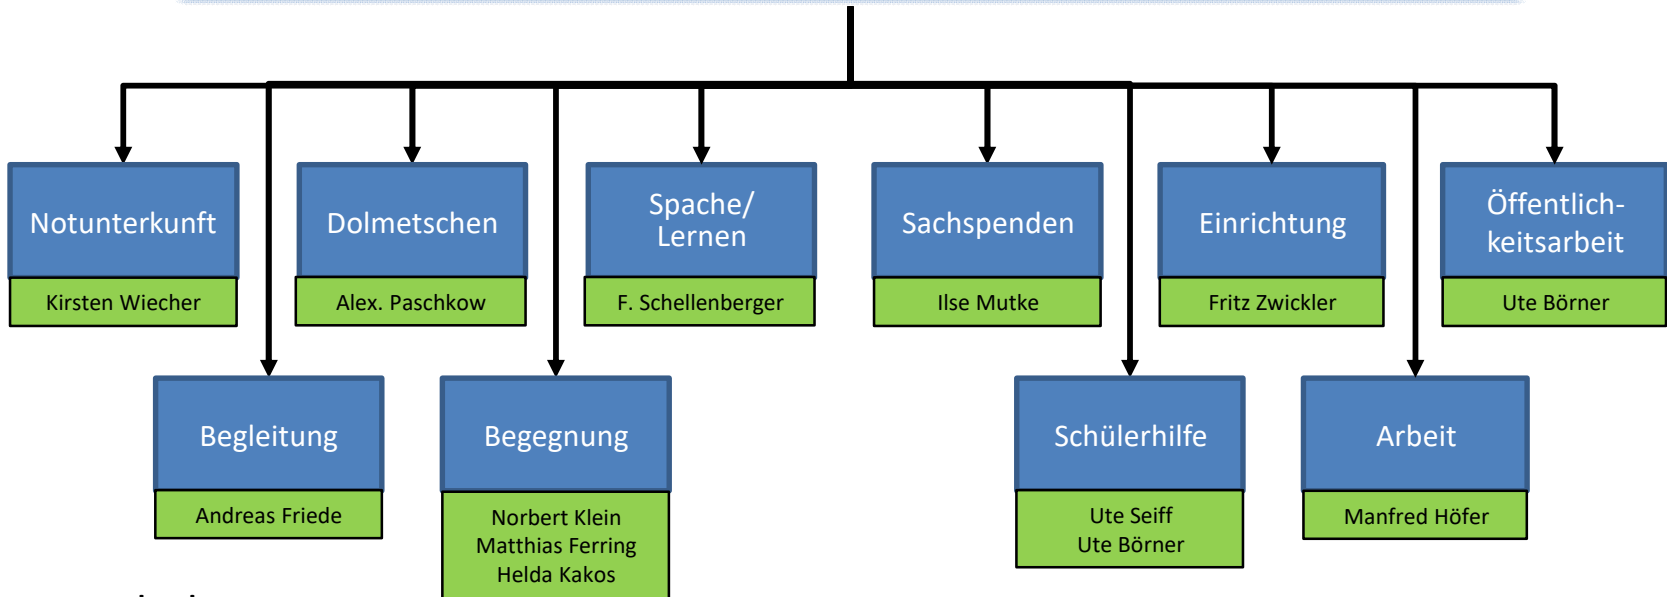 Notunterkunft
Kirsten Wiecher
Dolmetschen
Alex. Paschkow
Spache/
Lernen
F. Schellenberger
Sachspenden
Ilse Mutke
Einrichtung
Fritz Zwickler
Öffentlich-
keitsarbeit
Ute Börner
Begleitung
Andreas Friede
Begegnung
Norbert Klein
Matthias Ferring
Helda Kakos
Schülerhilfe
Ute Seiff
Ute Börner
Arbeit
Manfred Höfer